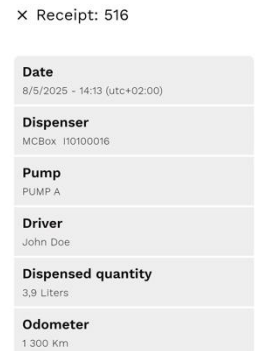 × Receipt: 516
Date
8/5/2025 - 14:13 (utc+02:00)
Dispenser
MCBox I10100016
Pump
PUMP A
Driver
John Doe
Dispensed quantity
3,9 Liters
Odometer
1 300 Km